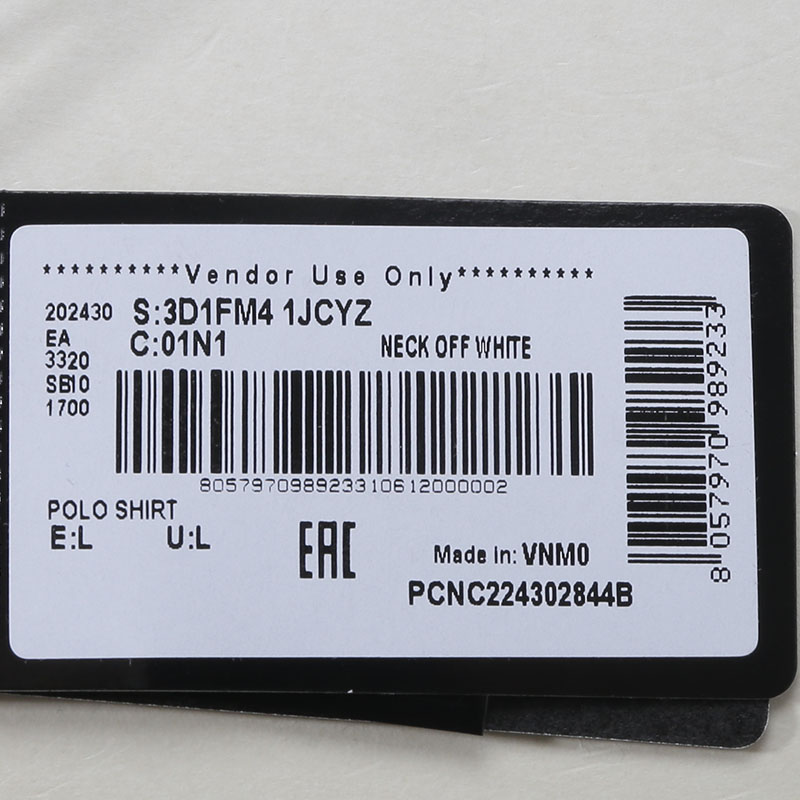 **********Vendor Use Only**********
202430 S:3D1FM4 1JCYZ
EA C:01N1 NECK OFF WHITE
3320
SB10
1700
805797098923310612000002
POLO SHIRT
E:L U:L
EAC
Made in: VNM0
PCNC224302844B
8 057970 989233